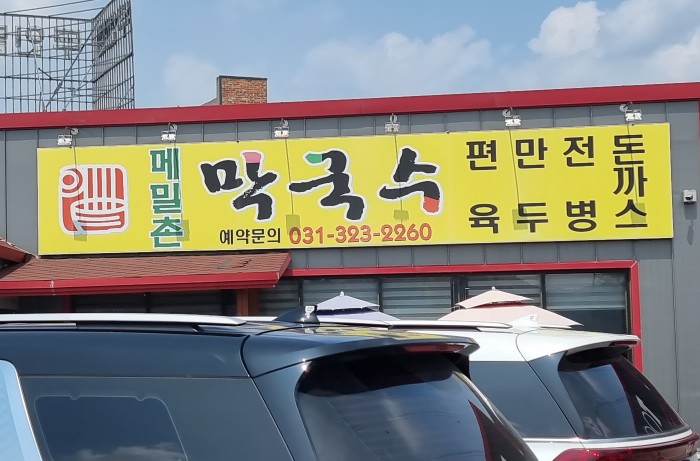 메밀촌
막국수
예약문의 031-323-2260
편육
만두
전병
돈까스